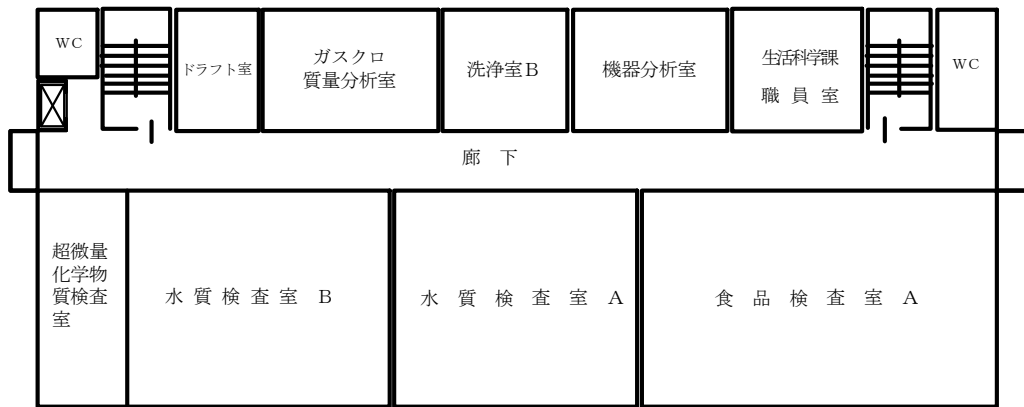 WC
ドラフト室
ガスクロ
質量分析室
洗浄室B
機器分析室
生活科学課
職員室
WC
廊下
超微量
化学物
質検査
室
水質検査室 B
水質検査室 A
食品検査室 A